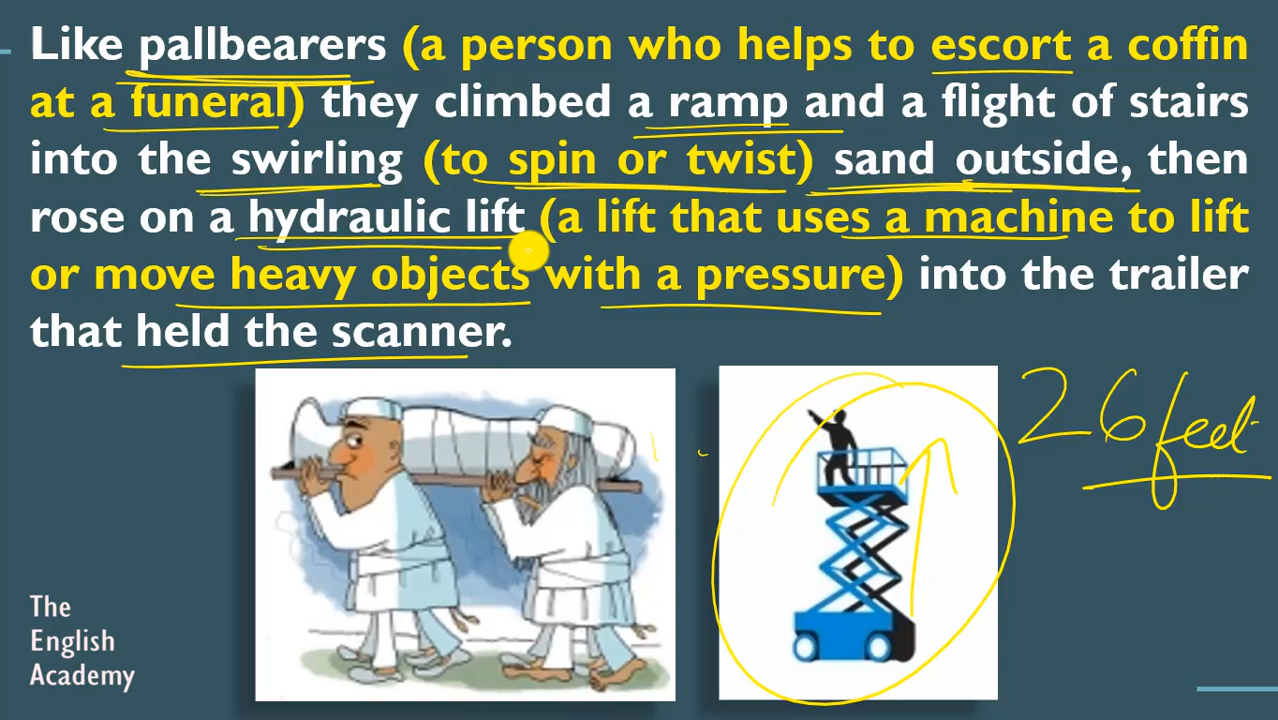 Like pallbearers (a person who helps to escort a coffin
at a funeral) they climbed a ramp and a flight of stairs
into the swirling (to spin or twist) sand outside, then
rose on a hydraulic lift (a lift that uses a machine to lift
or move heavy objects with a pressure) into the trailer
that held the scanner.
26 feet
The
English
Academy